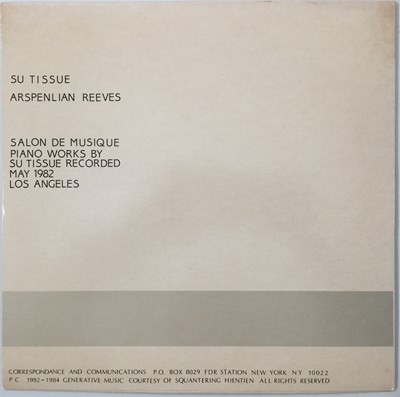 SU TISSUE
ARSPENLIAN REEVES
SALON DE MUSIQUE
PIANO WORKS BY
SU TISSUE RECORDED
MAY 1982
LOS ANGELES
CORRESPONDANCE AND COMMUNICATIONS P.O. BOX 8029 FDR STATION NEW YORK NY 10022
P C 1982-1984 GENERATIVE MUSIC COURTESY OF SQUANTERING HIENTIEN ALL RIGHTS RESERVED